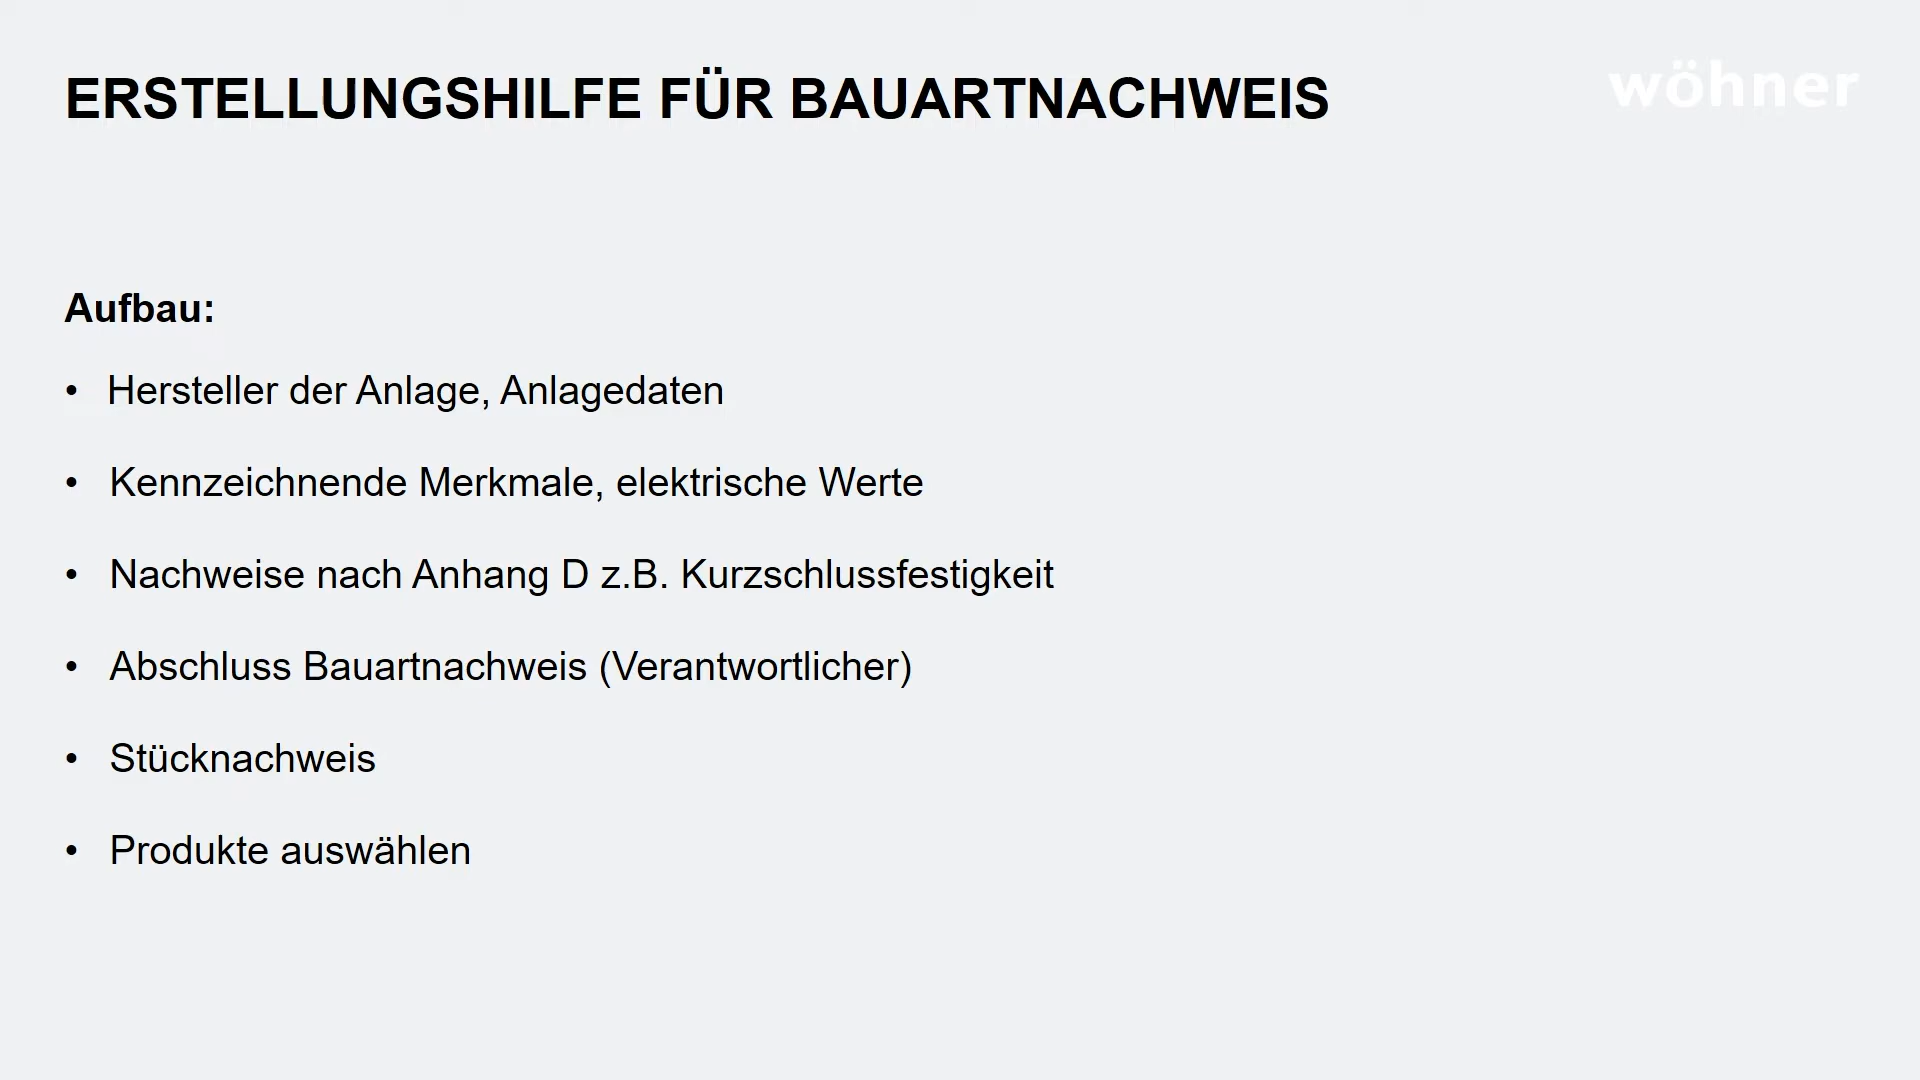 ERSTELLUNGSHILFE FÜR BAUARTNACHWEIS
wöhner
Aufbau:
• Hersteller der Anlage, Anlagedaten
• Kennzeichnende Merkmale, elektrische Werte
• Nachweise nach Anhang D z.B. Kurzschlussfestigkeit
• Abschluss Bauartnachweis (Verantwortlicher)
• Stücknachweis
• Produkte auswählen